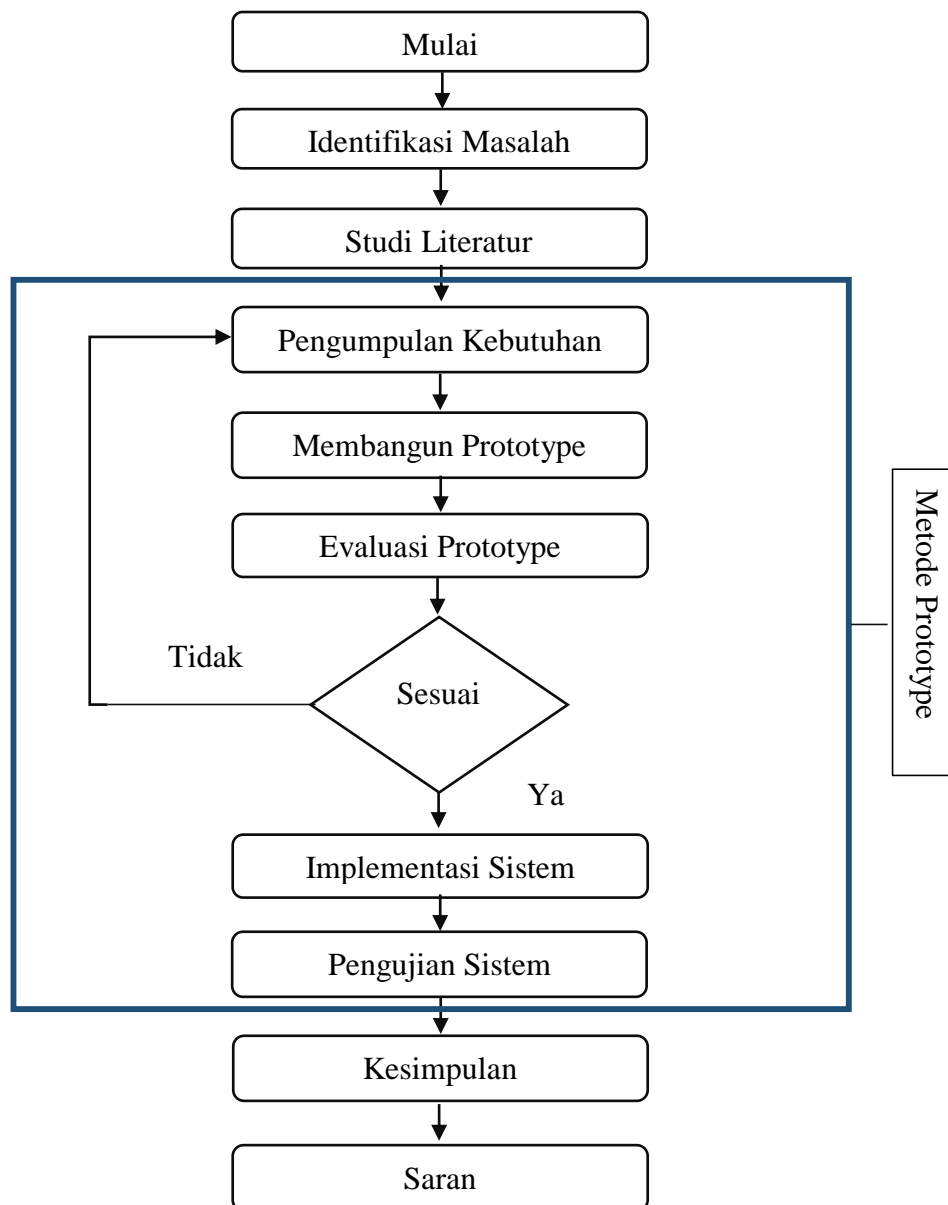 Mulai
Identifikasi Masalah
Studi Literatur
Pengumpulan Kebutuhan
Membangun Prototype
Evaluasi Prototype
Tidak
Sesuai
Ya
Implementasi Sistem
Pengujian Sistem
Kesimpulan
Saran
Metode Prototype